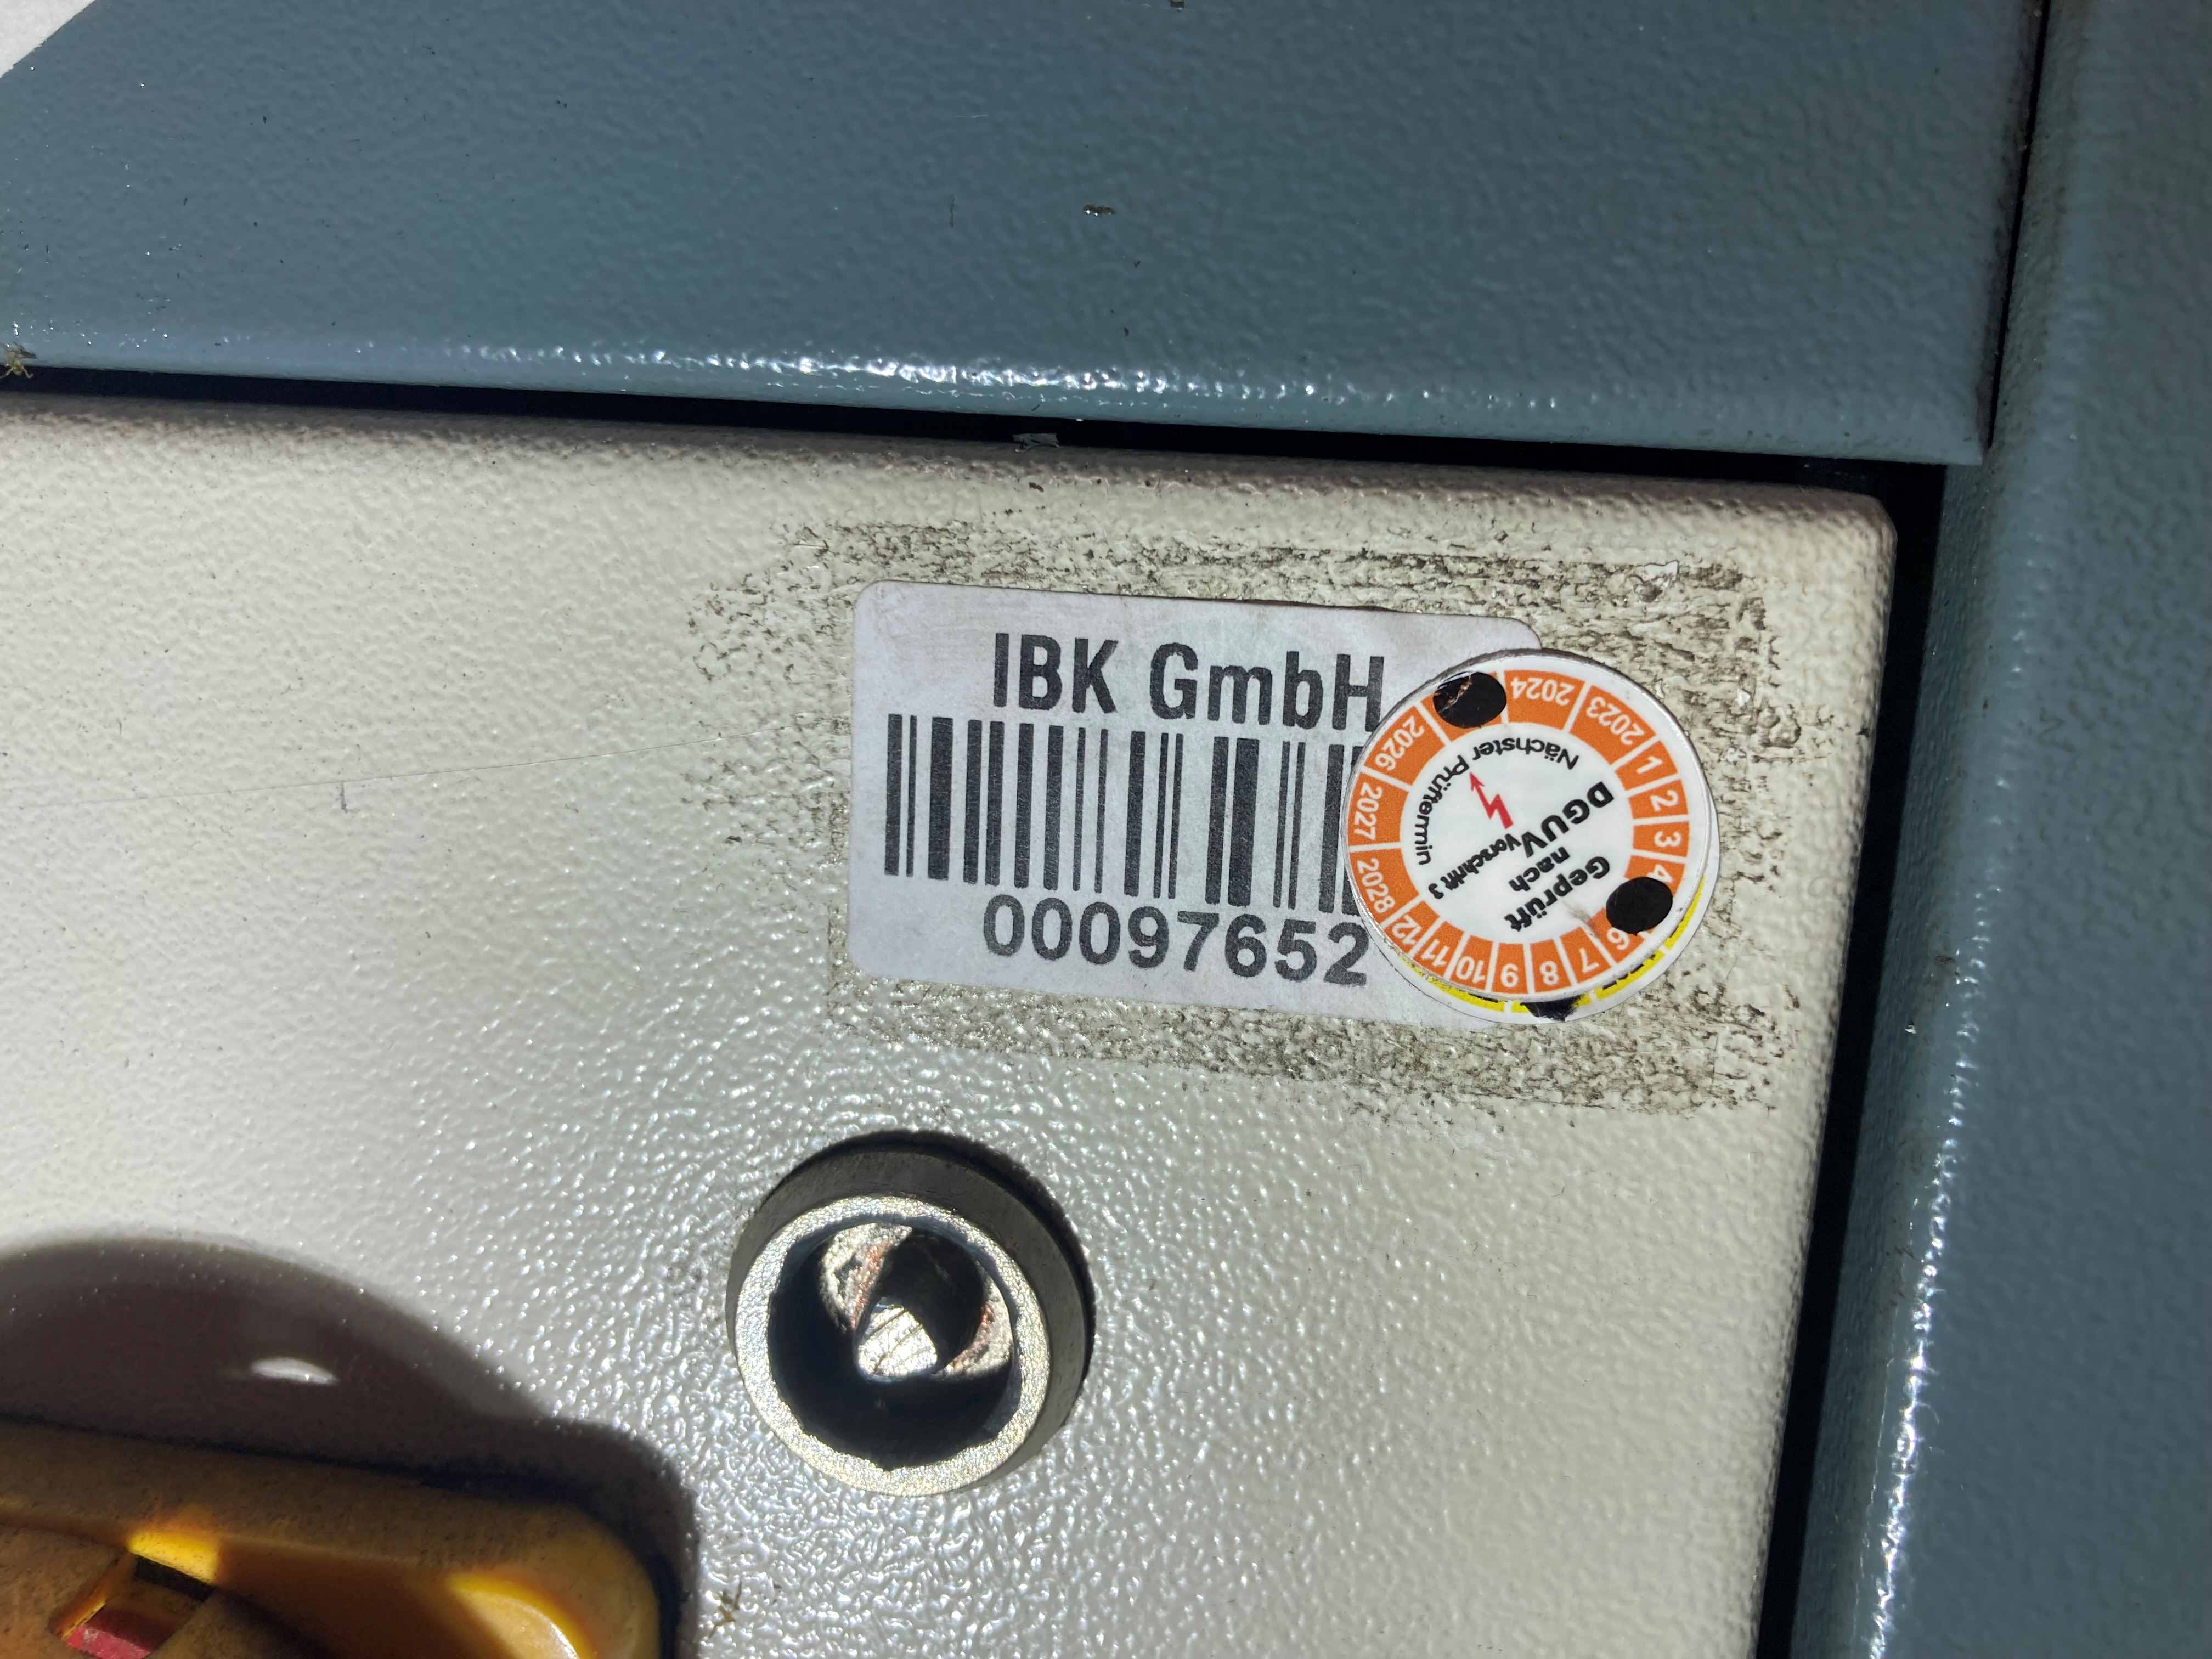 IBK GmbH
00097652
Geprüft
nach
DGUV Vorschrift 3
Nächster Prüftermin
2023 2024 2026 2027 2028
1 2 3 4 6 7 8 9 10 11 12